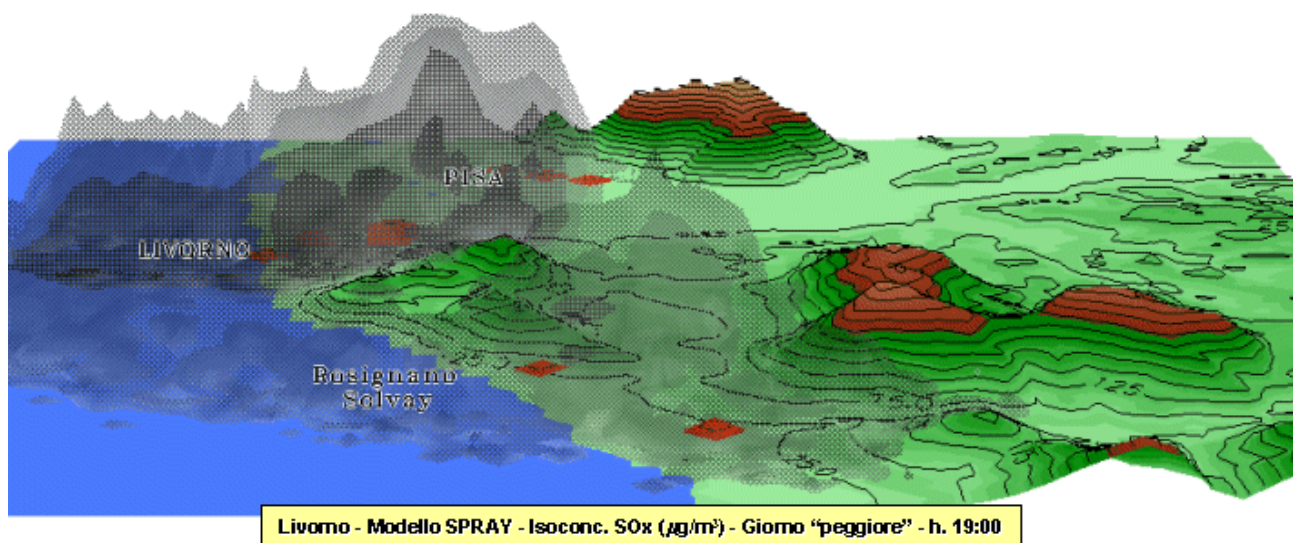 PISA
LIVORNO
Rosignano
Solvay
125
Livorno - Modello SPRAY - Isoconc. SOx (µg/m³) - Giorno “peggiore” - h. 19:00